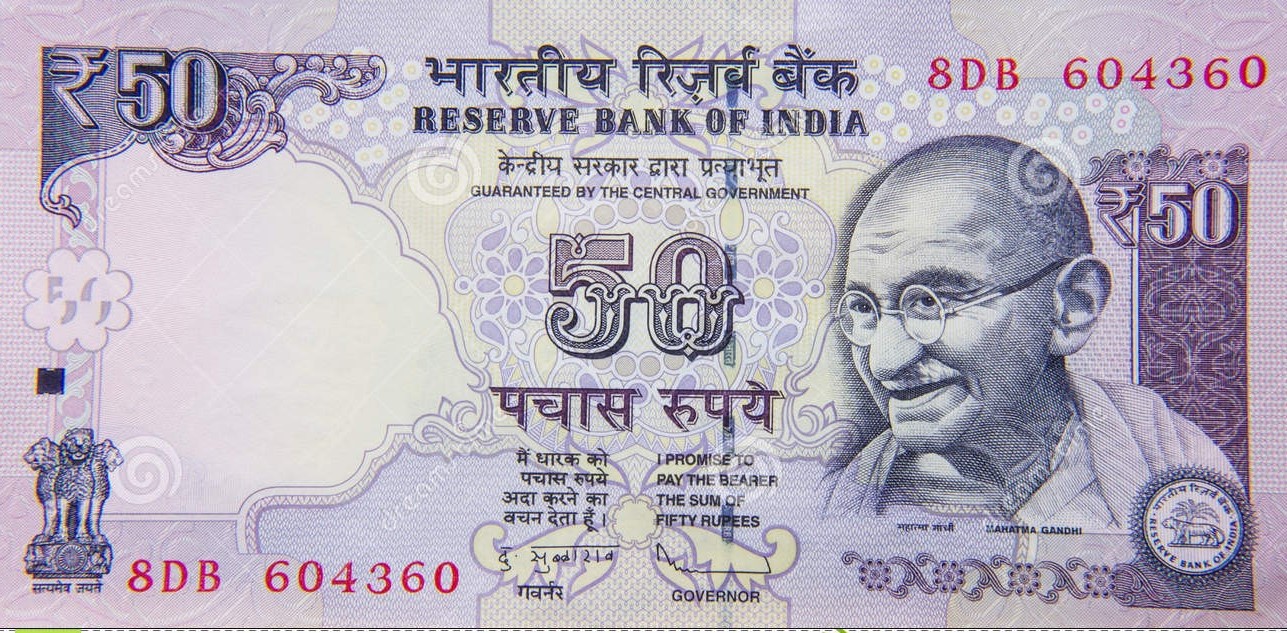 ₹50
भारतीय रिज़र्व बैंक
8DB 604360
RESERVE BANK OF INDIA
केन्द्रीय सरकार द्वारा प्रत्याभूत
GUARANTEED BY THE CENTRAL GOVERNMENT
₹50
50
पचास रुपये
मैं धारक को
पचास रुपये
अदा करने का
वचन देता हूँ।
I PROMISE TO
PAY THE BEARER
THE SUM OF
FIFTY RUPEES
गवर्नर
GOVERNOR
महात्मा गांधी
MAHATMA GANDHI
भारतीय रिज़र्व बैंक
RESERVE BANK OF INDIA
सत्यमेव जयते
8DB 604360